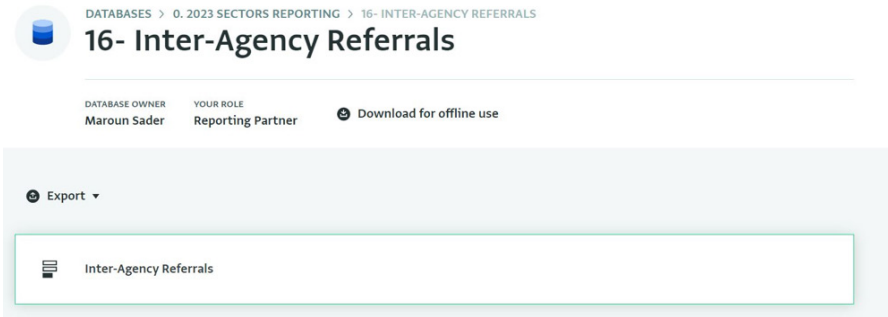 DATABASES > 0. 2023 SECTORS REPORTING > 16- INTER-AGENCY REFERRALS
16- Inter-Agency Referrals
DATABASE OWNER YOUR ROLE
Maroun Sader Reporting Partner Download for offline use
Export
Inter-Agency Referrals